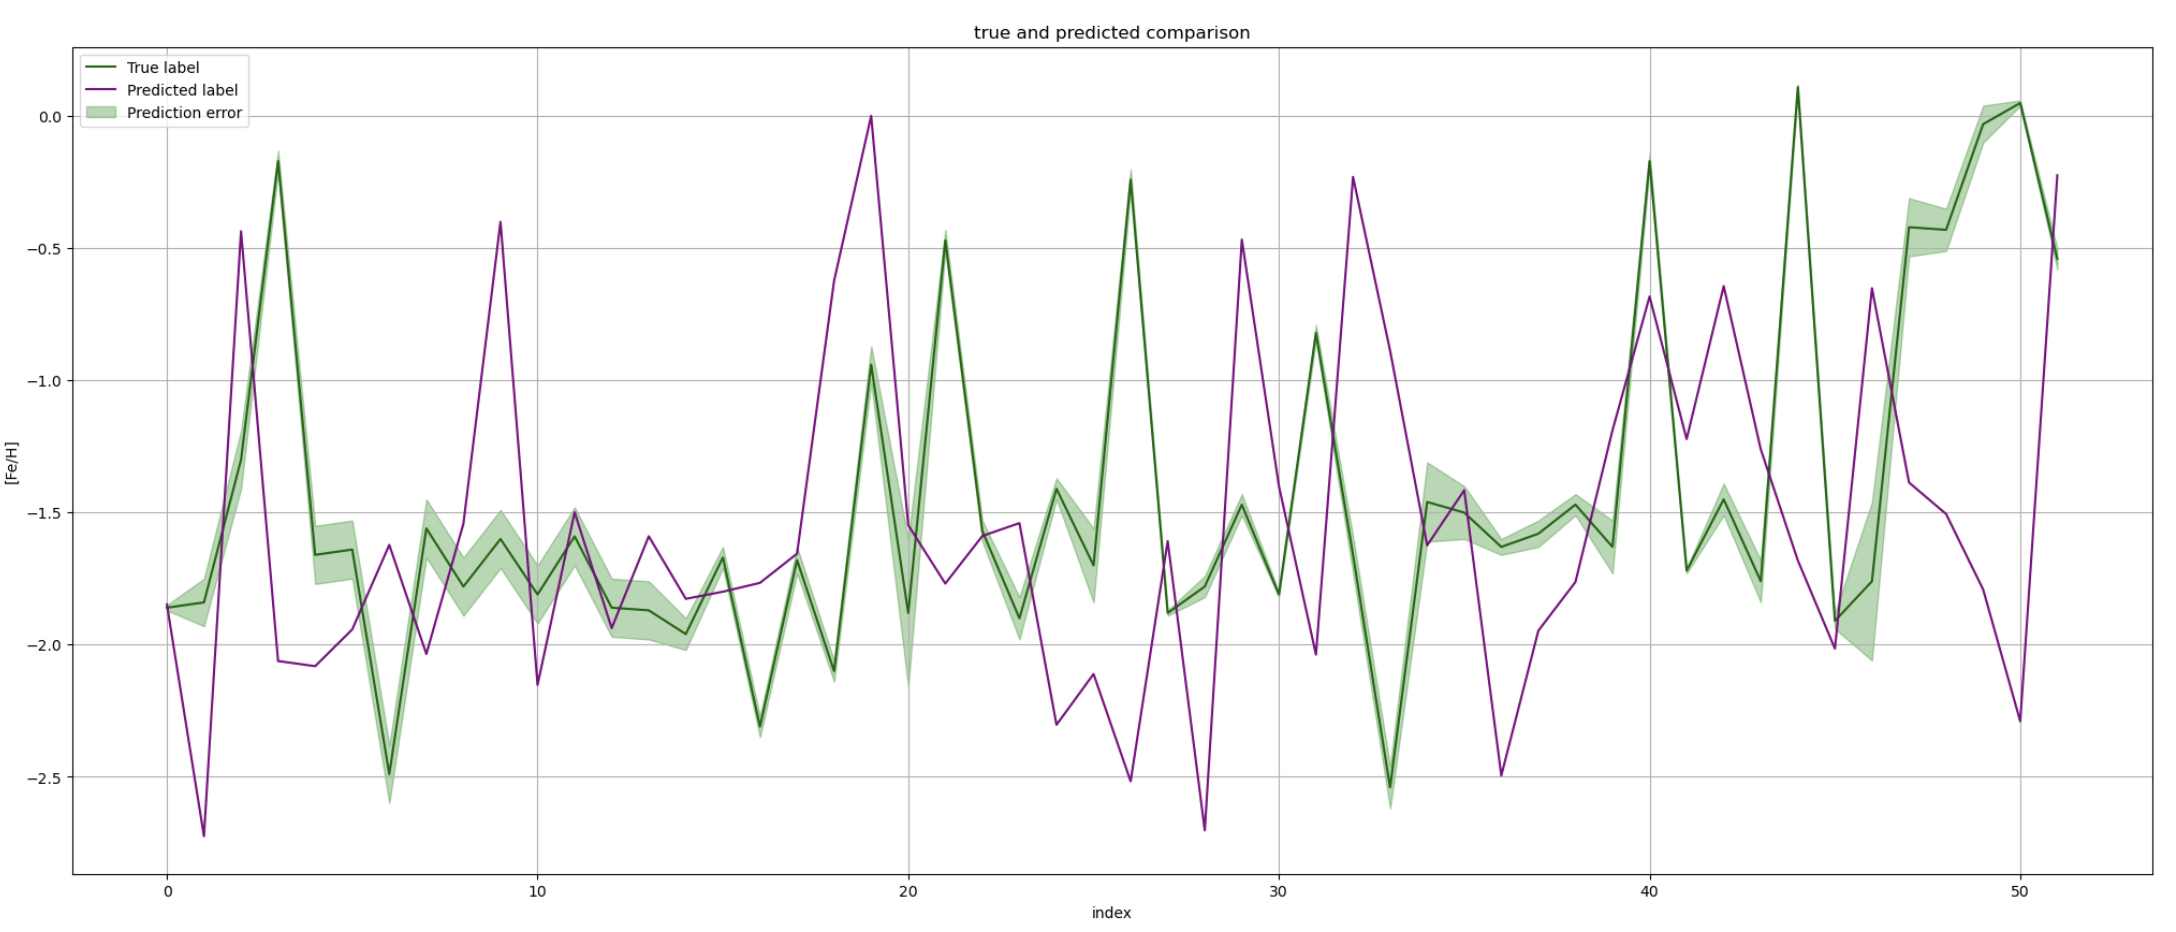 true and predicted comparison
True label
Predicted label
Prediction error
0.0
−0.5
−1.0
−1.5
−2.0
−2.5
[Fe/H]
0 10 20 30 40 50
index